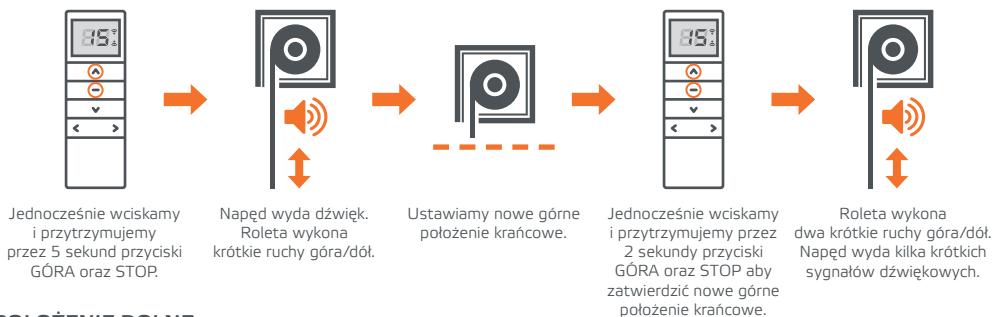 15
15
Jednocześnie wciskamy
i przytrzymujemy
przez 5 sekund przyciski
GÓRA oraz STOP.
Napęd wyda dźwięk.
Roleta wykona
krótkie ruchy góra/dół.
Ustawiamy nowe górne
położenie krańcowe.
Jednocześnie wciskamy
i przytrzymujemy przez
2 sekundy przyciski
GÓRA oraz STOP aby
zatwierdzić nowe górne
położenie krańcowe.
Roleta wykona
dwa krótkie ruchy góra/dół.
Napęd wyda kilka krótkich
sygnałów dźwiękowych.